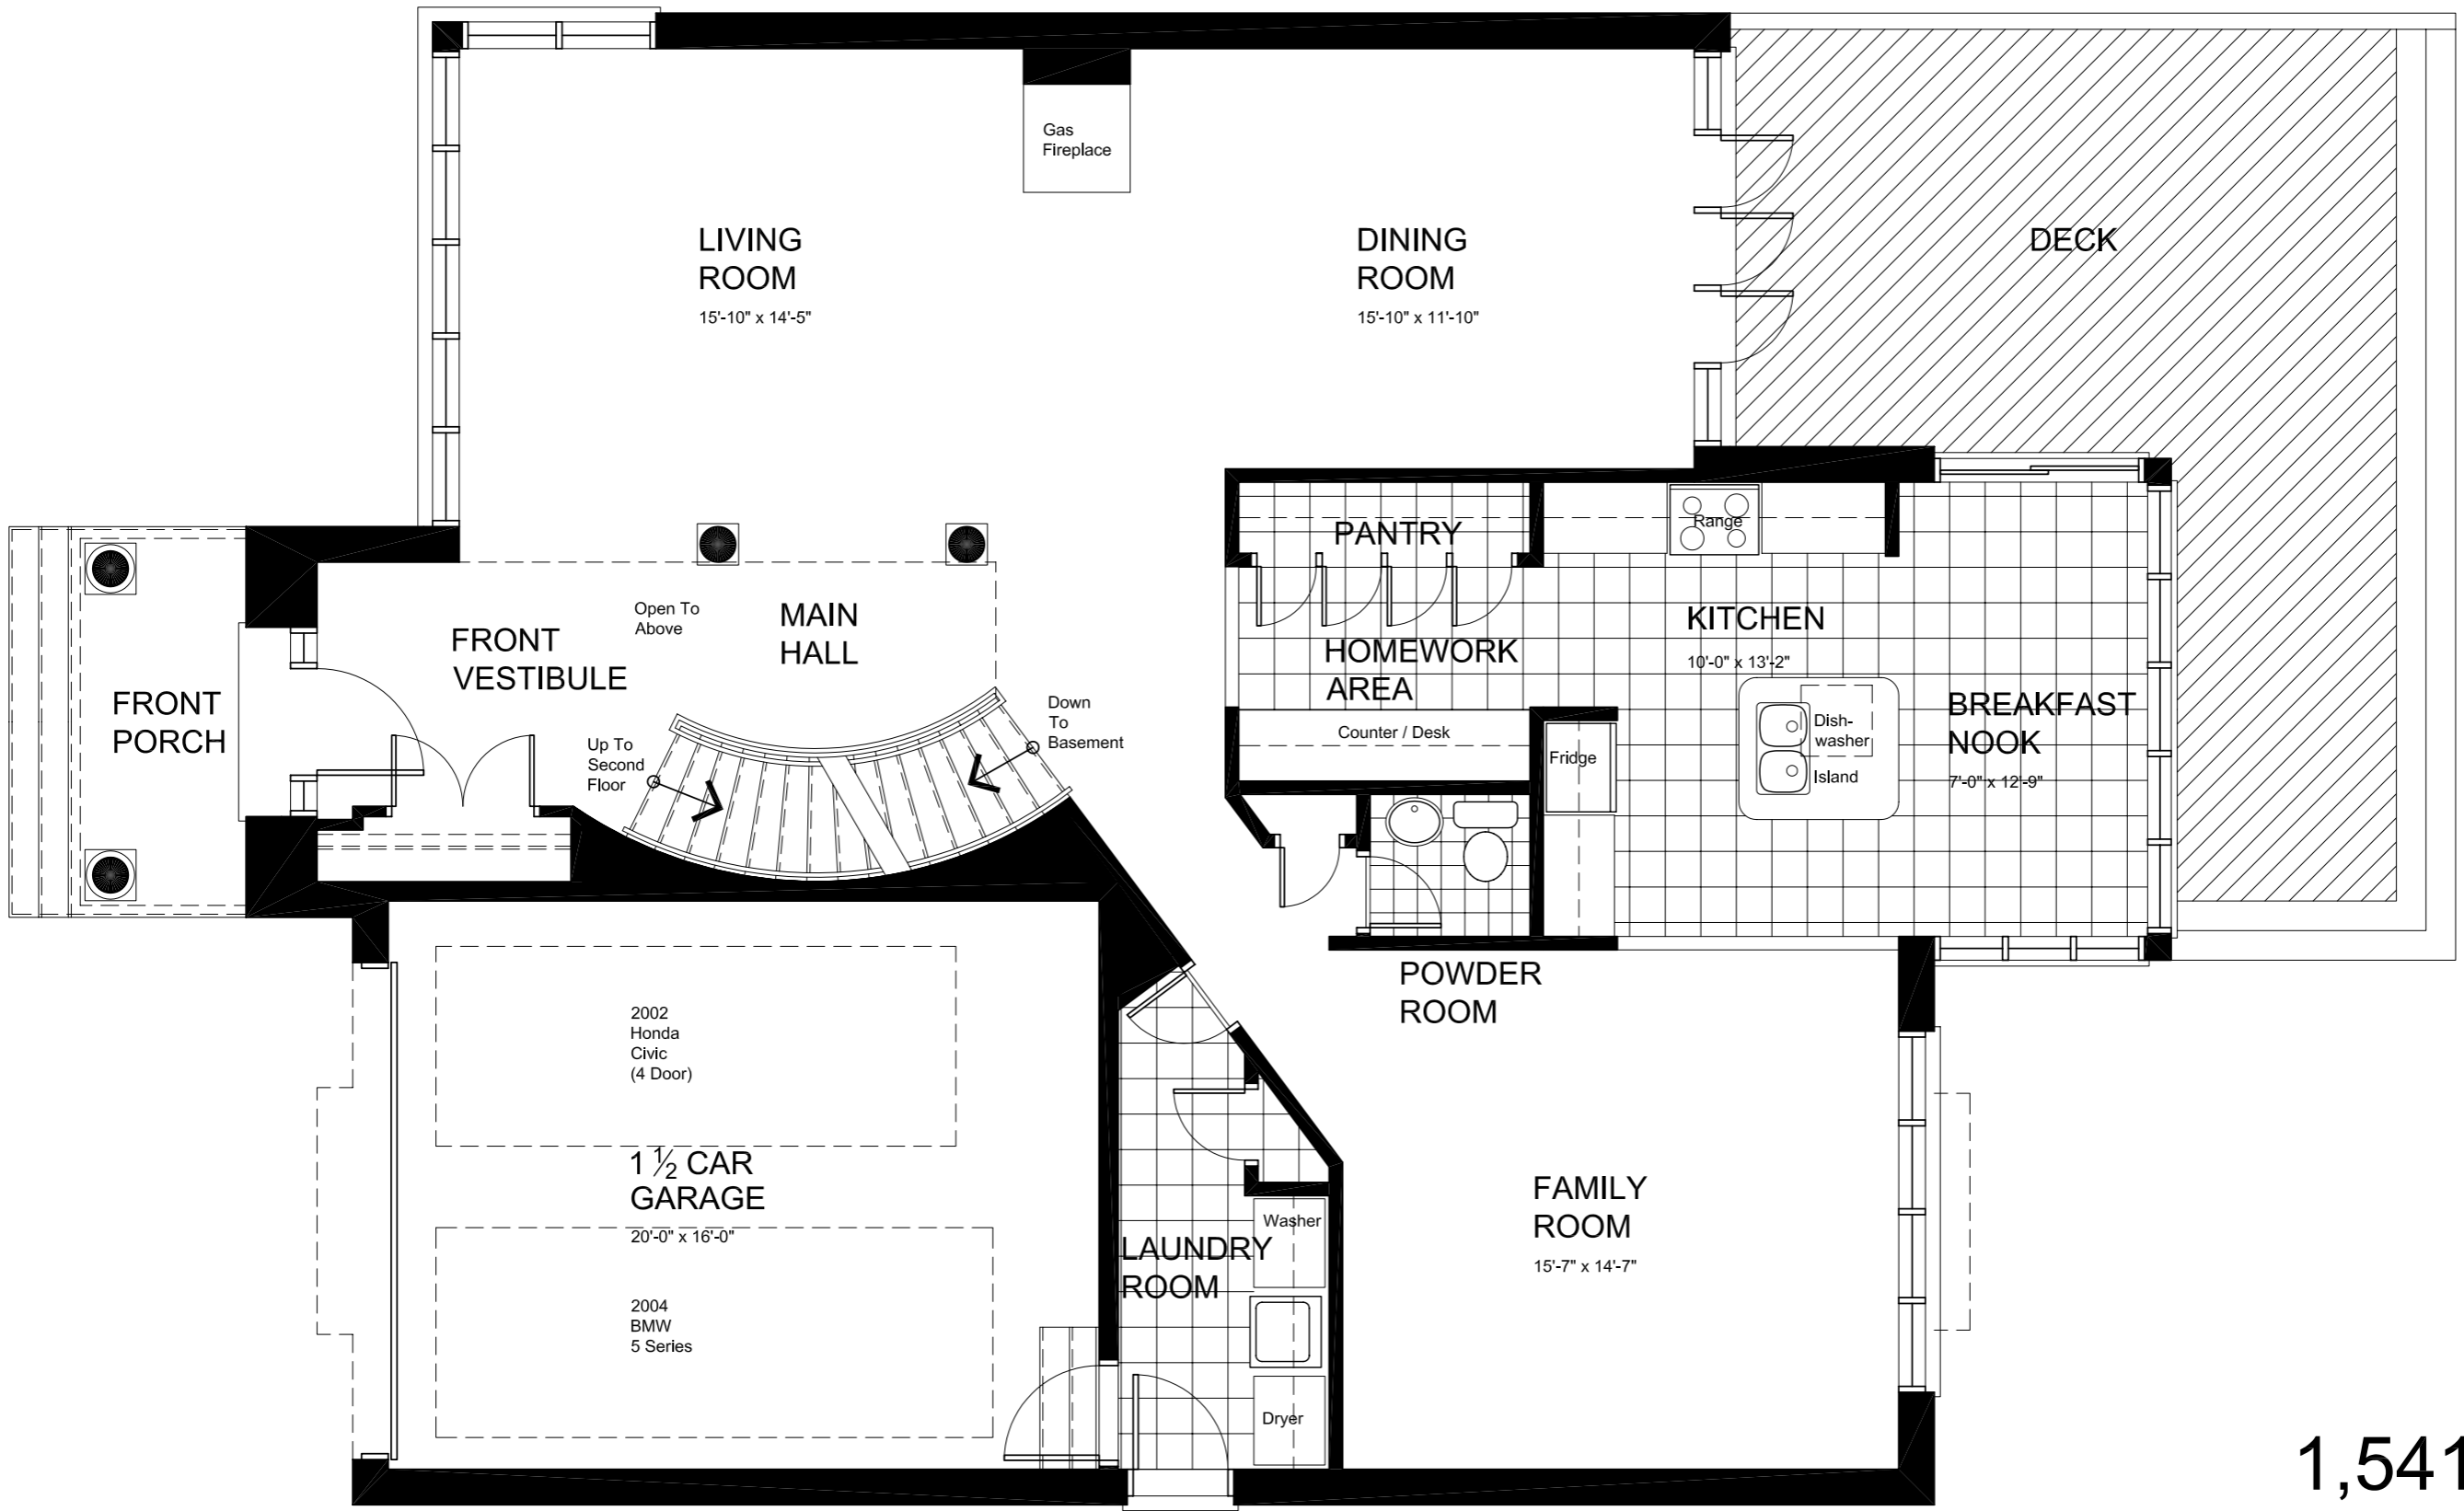 Gas
Fireplace
LIVING
ROOM
15'-10" x 14'-5"
DINING
ROOM
15'-10" x 11'-10"
DECK
PANTRY
Range
Open To
Above
MAIN
HALL
FRONT
VESTIBULE
KITCHEN
10'-0" x 13'-2"
HOMEWORK
AREA
FRONT
PORCH
Down
To
Basement
Up To
Second
Floor
Counter / Desk
Fridge
Dish-
washer
Island
BREAKFAST
NOOK
7'-0" x 12'-9"
POWDER
ROOM
2002
Honda
Civic
(4 Door)
1 ½ CAR
GARAGE
20'-0" x 16'-0"
2004
BMW
5 Series
Washer
LAUNDRY
ROOM
Dryer
FAMILY
ROOM
15'-7" x 14'-7"
1,541